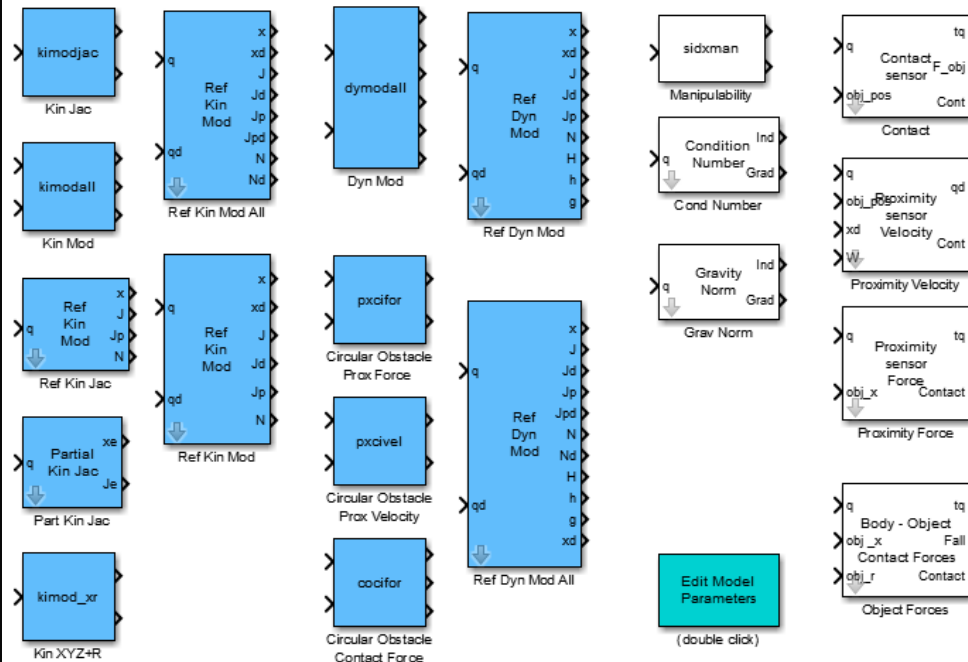 kimodjac
Kin Jac
kimodall
Kin Mod
q
Ref
Kin
Mod
x
J
Jp
N
Ref Kin Jac
q
Partial
Kin Jac
xe
Je
Part Kin Jac
kimod_xr
Kin XYZ+R
q
qd
Ref
Kin
Mod
x
xd
J
Jd
Jp
Jpd
N
Nd
Ref Kin Mod All
q
qd
Ref
Kin
Mod
x
xd
J
Jd
Jp
N
Ref Kin Mod
dymodall
Dyn Mod
pxcifor
Circular Obstacle
Prox Force
pxcivel
Circular Obstacle
Prox Velocity
cocifor
Circular Obstacle
Contact Force
q
qd
Ref
Dyn
Mod
x
xd
J
Jd
Jp
N
H
h
g
Ref Dyn Mod
q
qd
Ref
Dyn
Mod
x
J
Jd
Jp
Jpd
N
Nd
H
h
g
xd
Ref Dyn Mod All
sidxman
Manipulability
q
Condition
Number
Ind
Grad
Cond Number
q
Gravity
Norm
Ind
Grad
Grav Norm
Edit Model
Parameters
(double click)
q
obj_pos
Contact
sensor
tq
F_obj
Cont
Contact
q
obj_pos
xd
W
Proximity
sensor
Velocity
qd
Cont
Proximity Velocity
q
obj_x
Proximity
sensor
Force
tq
Contact
Proximity Force
q
obj_x
obj_r
Body - Object
Contact Forces
tq
Fall
Contact
Object Forces